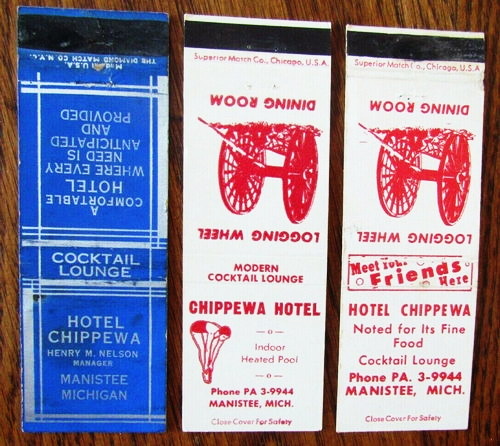 MADE U.S.A.
THE DIAMOND MATCH CO. N.Y.C.
A
COMFORTABLE
HOTEL
WHERE EVERY
NEED IS
ANTICIPATED
AND
PROVIDED
COCKTAIL
LOUNGE
HOTEL
CHIPPEWA
HENRY M. NELSON
MANAGER
MANISTEE
MICHIGAN
Superior Match Co., Chicago, U.S.A.
LOGGING WHEEL
DINING ROOM
MODERN
COCKTAIL LOUNGE
CHIPPEWA HOTEL
Indoor
Heated Pool
Phone PA 3-9944
MANISTEE, MICH.
Close Cover For Safety
Superior Match Co., Chicago, U.S.A.
LOGGING WHEEL
DINING ROOM
Meet Your
Friends
Here
HOTEL CHIPPEWA
Noted for Its Fine
Food
Cocktail Lounge
Phone PA. 3-9944
MANISTEE, MICH.
Close Cover For Safety